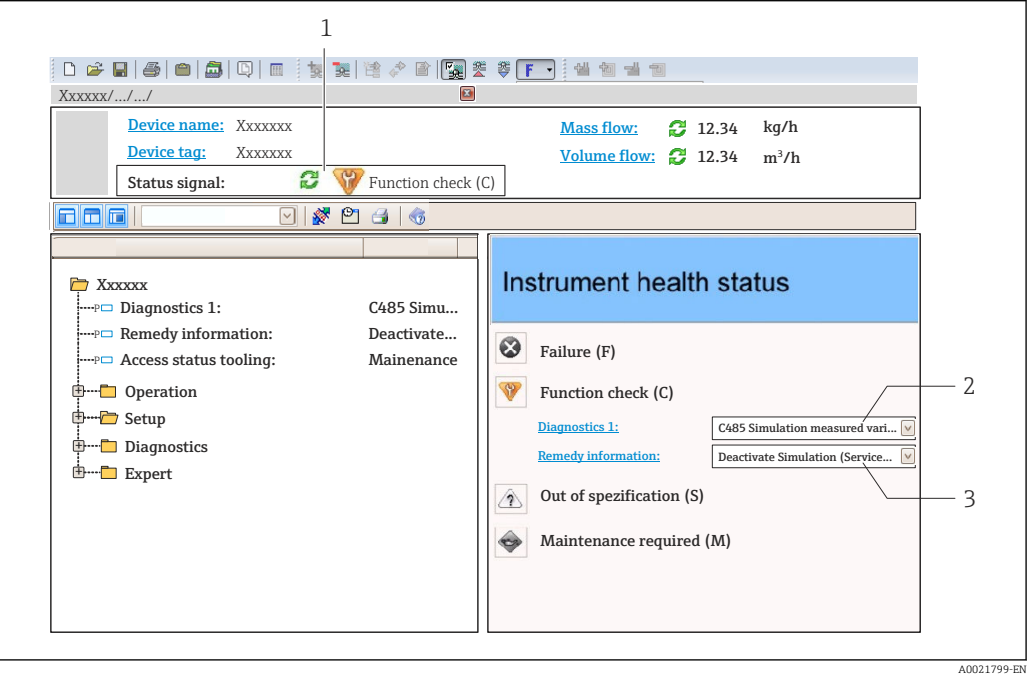 1
F
Xxxxxx/.../.../
Device name: Xxxxxxx
Mass flow: 12.34 kg/h
Device tag: Xxxxxxx
Volume flow: 12.34 m³/h
Status signal: Function check (C)
Xxxxxx
Diagnostics 1: C485 Simu...
Remedy information: Deactivate...
Access status tooling: Mainenance
Operation
Setup
Diagnostics
Expert
Instrument health status
Failure (F)
Function check (C)
Diagnostics 1: C485 Simulation measured vari...
Remedy information: Deactivate Simulation (Service...
Out of spezification (S)
Maintenance required (M)
2
3
A0021799-EN